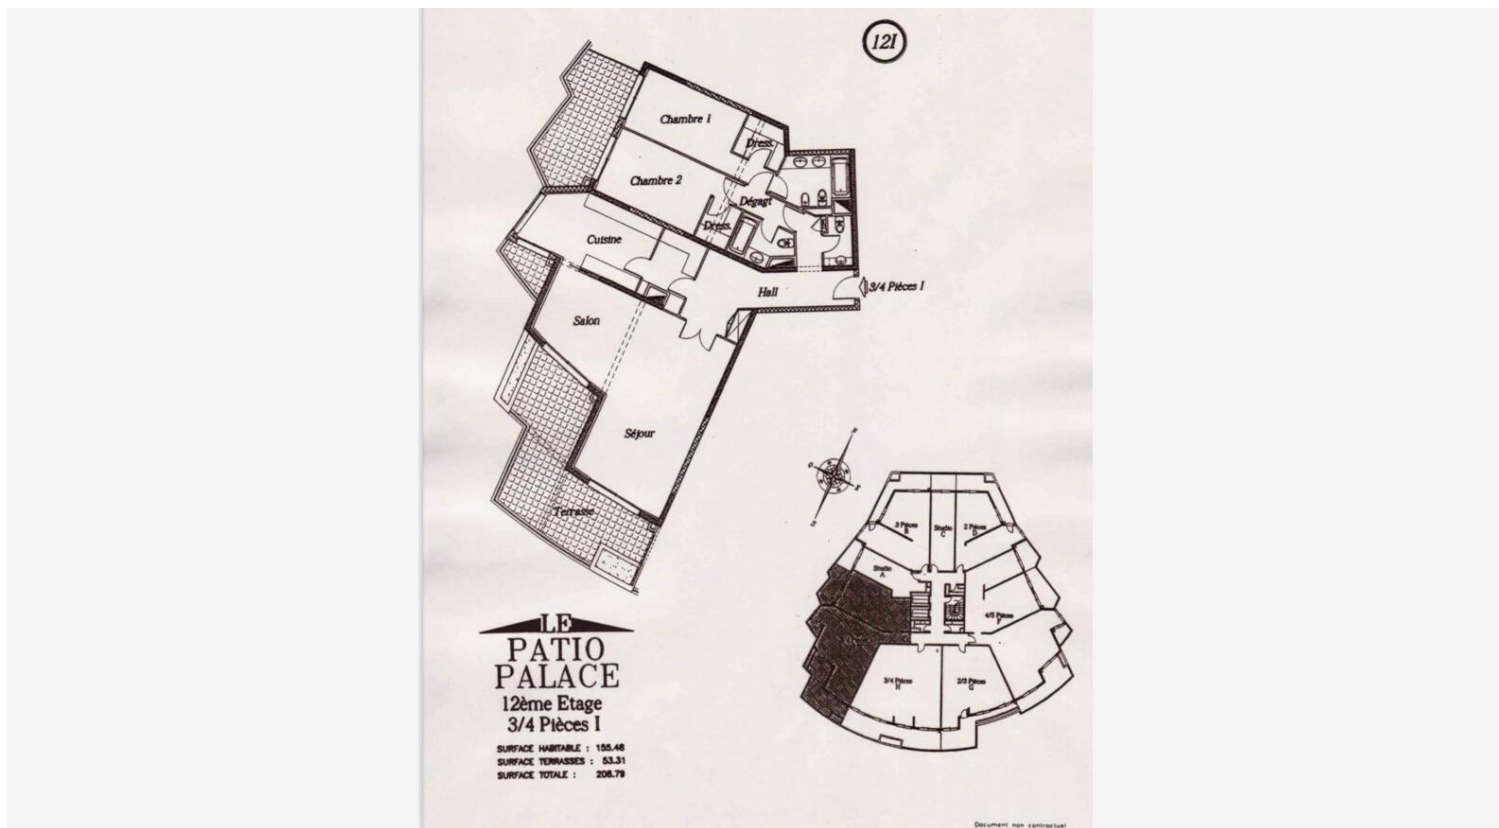 12I
Chambre 1
Dress.
Chambre 2
Dégagt
Dress.
Cuisine
Hall
3/4 Pièces I
Salon
Séjour
Terrasse
N
O
E
S
3 Pièces
B
Studio
C
2 Pièces
D
Studio
A
4/5 Pièces
F
3/4 Pièces
H
2/3 Pièces
G
LE
PATIO
PALACE
12ème Etage
3/4 Pièces I
SURFACE HABITABLE : 155.48
SURFACE TERRASSES : 53.31
SURFACE TOTALE : 208.79
Document non contractuel